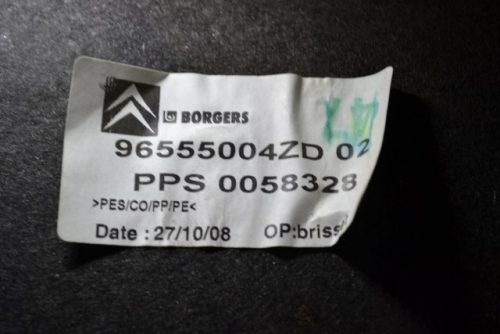 BORGERS
96555004ZD 02
PPS 0058328
>PES/CO/PP/PE<
Date : 27/10/08 OP:briss